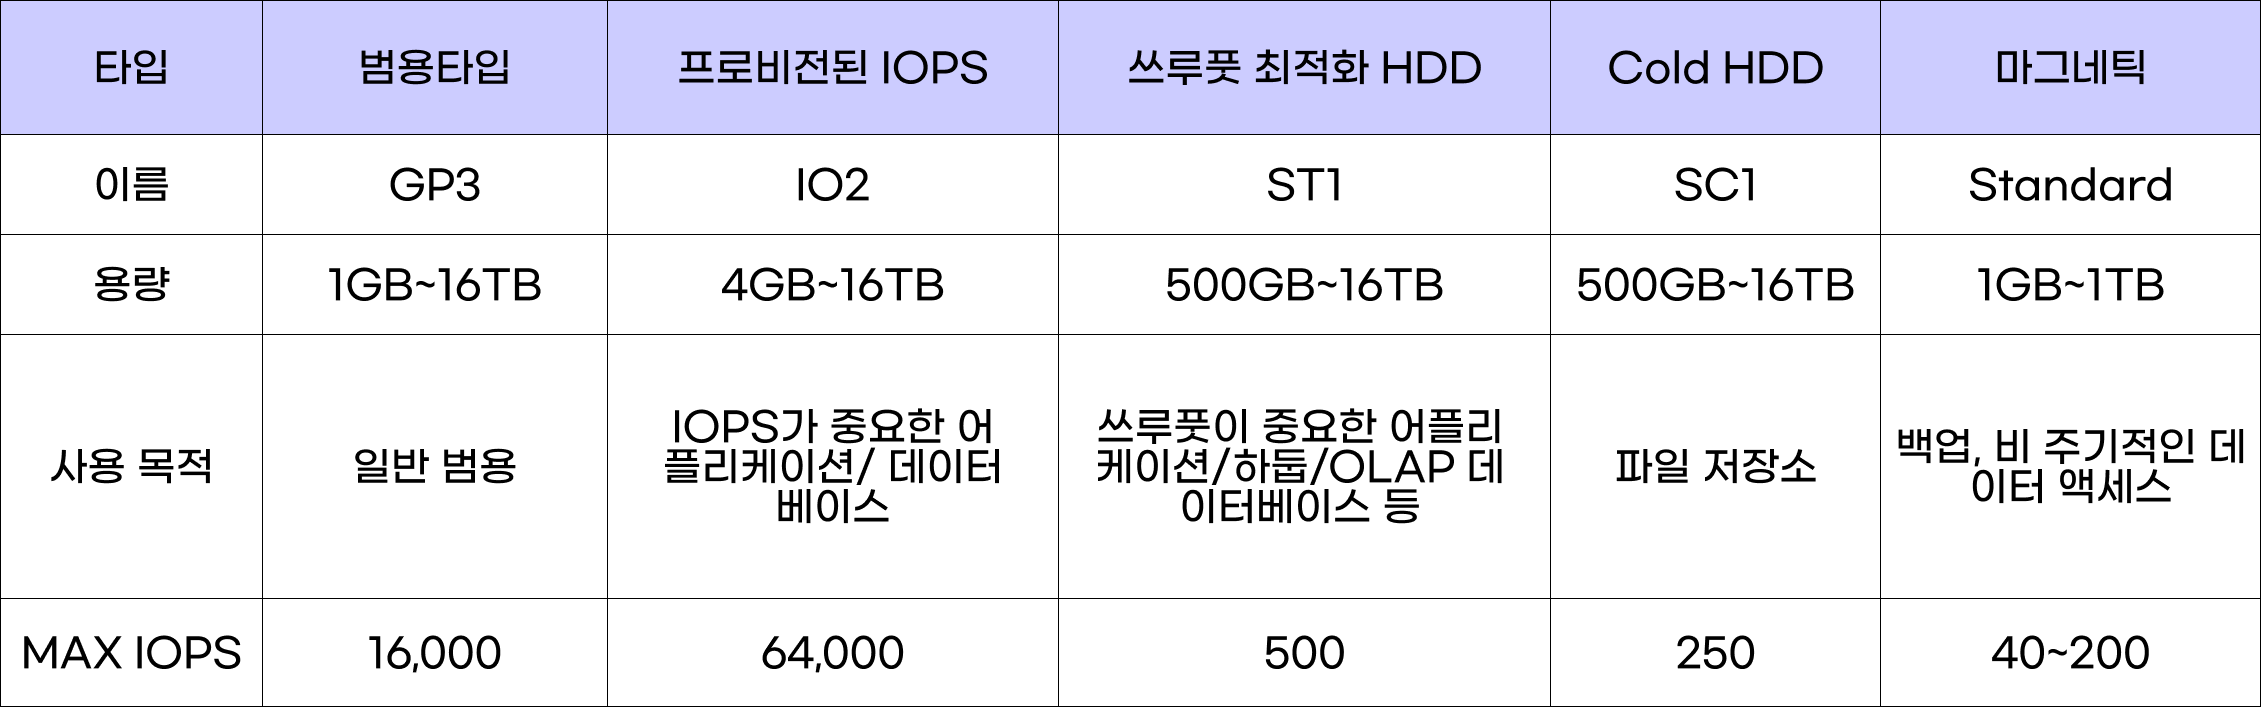 타입 범용타입 프로비전된 IOPS 쓰루풋 최적화 HDD Cold HDD 마그네틱
이름 GP3 IO2 ST1 SC1 Standard
용량 1GB~16TB 4GB~16TB 500GB~16TB 500GB~16TB 1GB~1TB
사용 목적
일반 범용
IOPS가 중요한 어
플리케이션/ 데이터
베이스
쓰루풋이 중요한 어플리
케이션/하둡/OLAP 데
이터베이스 등
파일 저장소
백업, 비 주기적인 데
이터 액세스
MAX IOPS 16,000 64,000 500 250 40~200